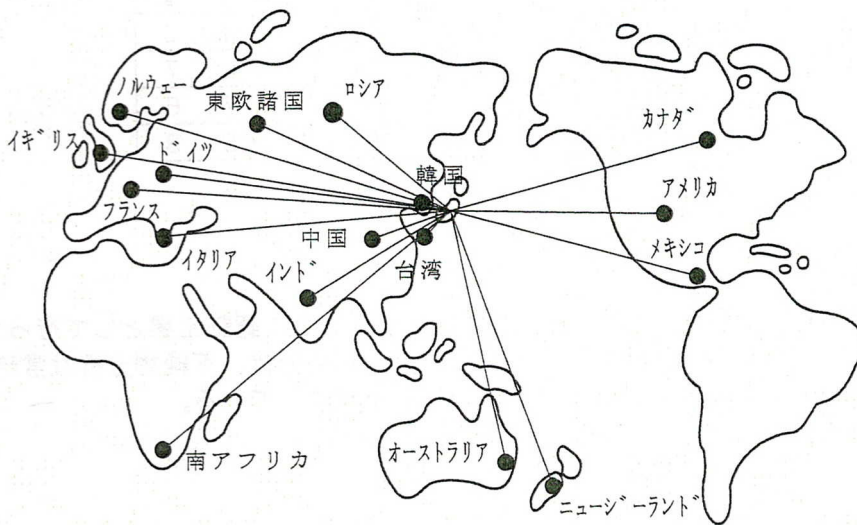 ノルウェー
ロシア
東欧諸国
カナダ
イギリス
ドイツ
韓国
アメリカ
フランス
中国
メキシコ
イタリア
台湾
インド
オーストラリア
南アフリカ
ニュージーランド